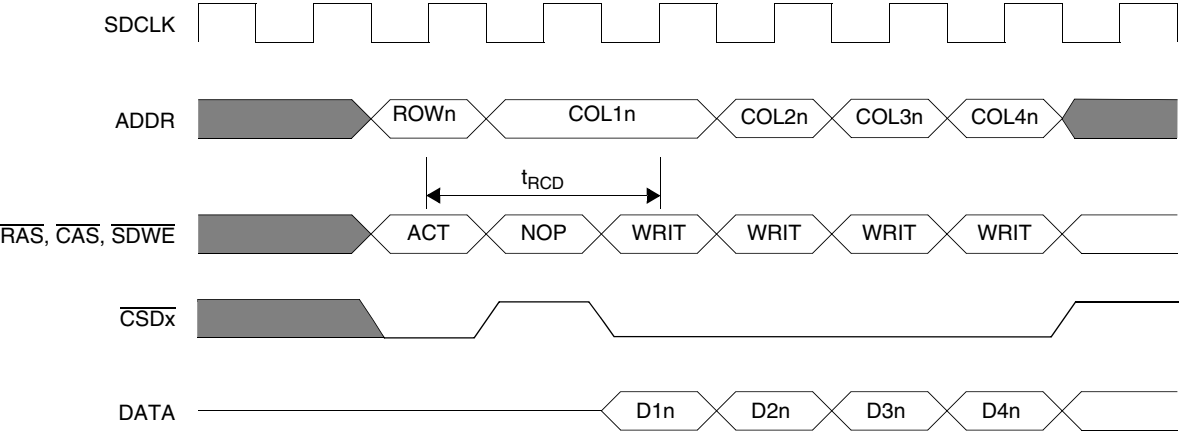 SDCLK
ADDR ROWn COL1n COL2n COL3n COL4n
tRCD
RAS, CAS, SDWE ACT NOP WRIT WRIT WRIT WRIT
CSDx
DATA D1n D2n D3n D4n